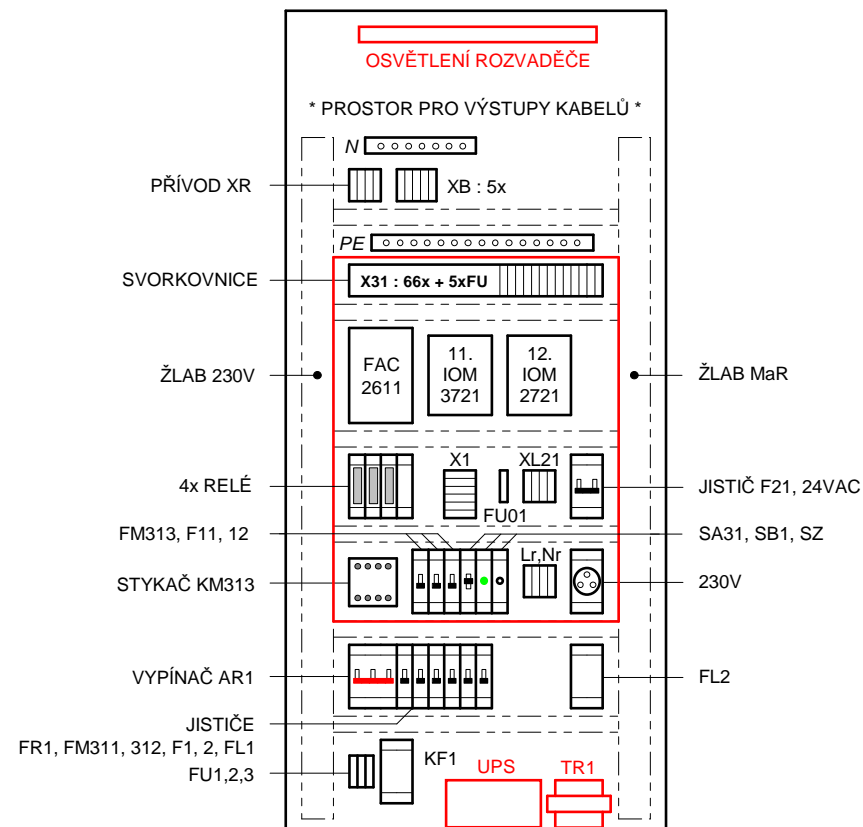 OSVĚTLENÍ ROZVADĚČE
* PROSTOR PRO VÝSTUPY KABELŮ *
N
PŘÍVOD XR
XB : 5x
PE
SVORKOVNICE
X31 : 66x + 5xFU
ŽLAB 230V
FAC
2611
11.
IOM
3721
12.
IOM
2721
ŽLAB MaR
4x RELÉ
X1
XL21
JISTIČ F21, 24VAC
FU01
FM313, F11, 12
SA31, SB1, SZ
STYKAČ KM313
Lr,Nr
230V
VYPÍNAČ AR1
FL2
JISTIČE
FR1, FM311, 312, F1, 2, FL1
FU1,2,3
KF1
UPS
TR1